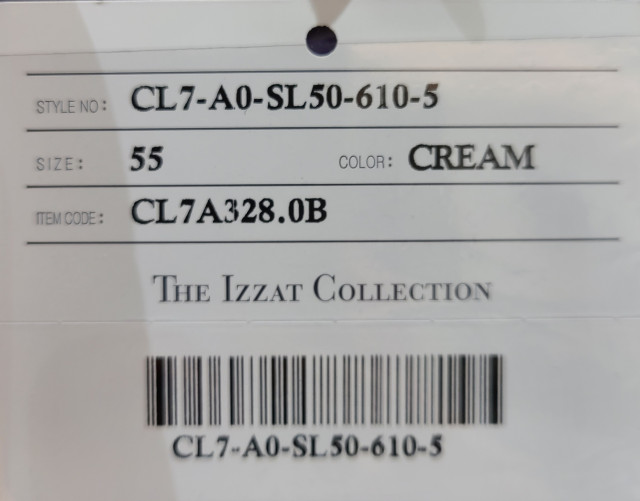 STYLE NO: CL7-A0-SL50-610-5
SIZE: 55 COLOR: CREAM
ITEM CODE: CL7A328.0B
THE IZZAT COLLECTION
CL7-A0-SL50-610-5